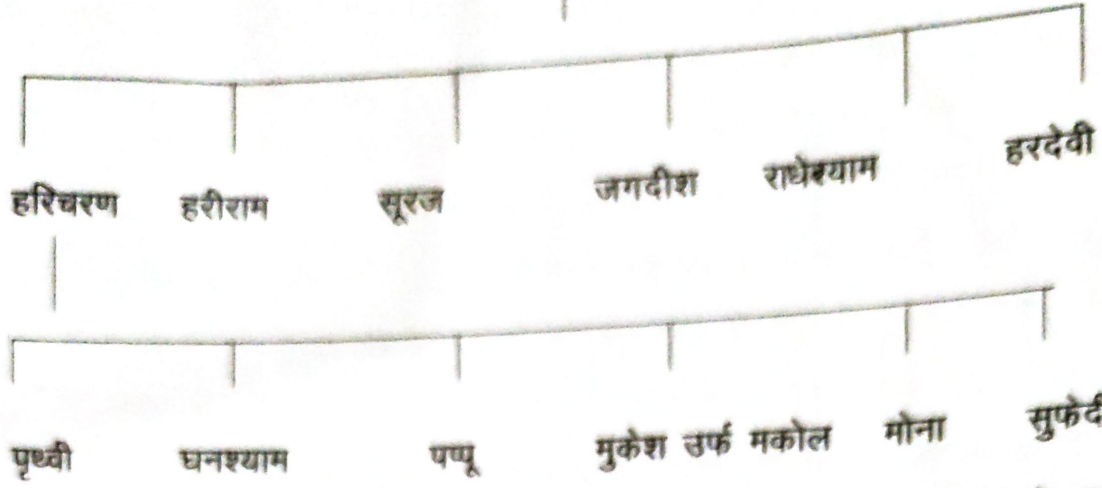 हरिचरण हरीराम सूरज जगदीश राधेश्याम हरदेवी
पृथ्वी घनश्याम पप्पू मुकेश उर्फ मकोल मोना सुफेदी